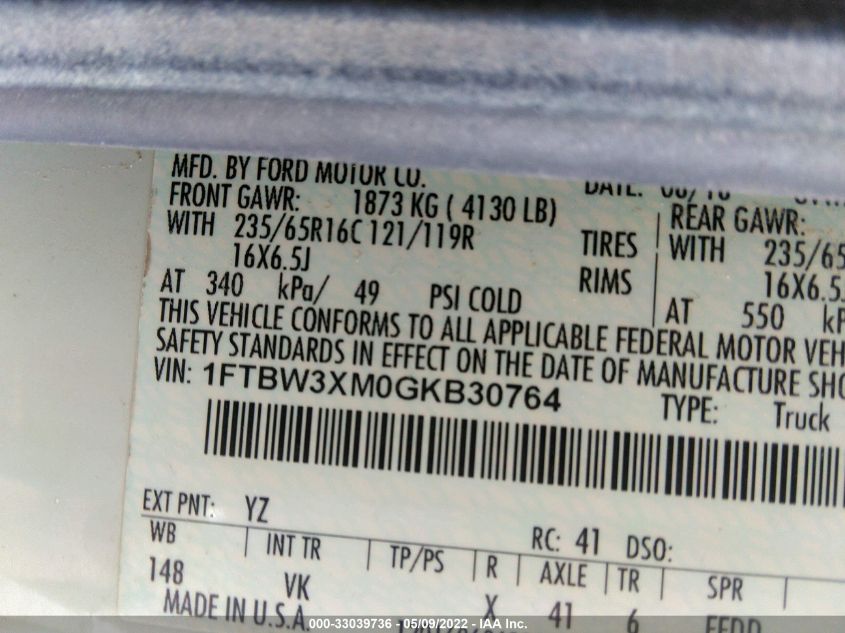 MFD. BY FORD MOTOR CO. DATE:
FRONT GAWR: 1873 KG ( 4130 LB) REAR GAWR:
WITH 235/65R16C 121/119R TIRES WITH 235/65
16X6.5J RIMS 16X6.5J
AT 340 kPa/ 49 PSI COLD AT 550
THIS VEHICLE CONFORMS TO ALL APPLICABLE FEDERAL MOTOR VEH
SAFETY STANDARDS IN EFFECT ON THE DATE OF MANUFACTURE SHO
VIN: 1FTBW3XM0GKB30764 TYPE: Truck
EXT PNT: YZ RC: 41 DSO:
WB INT TR TP/PS R AXLE TR SPR
148 VK X 41 6
MADE IN U.S.A.
000-33039736 - 05/09/2022 - IAAI Inc.